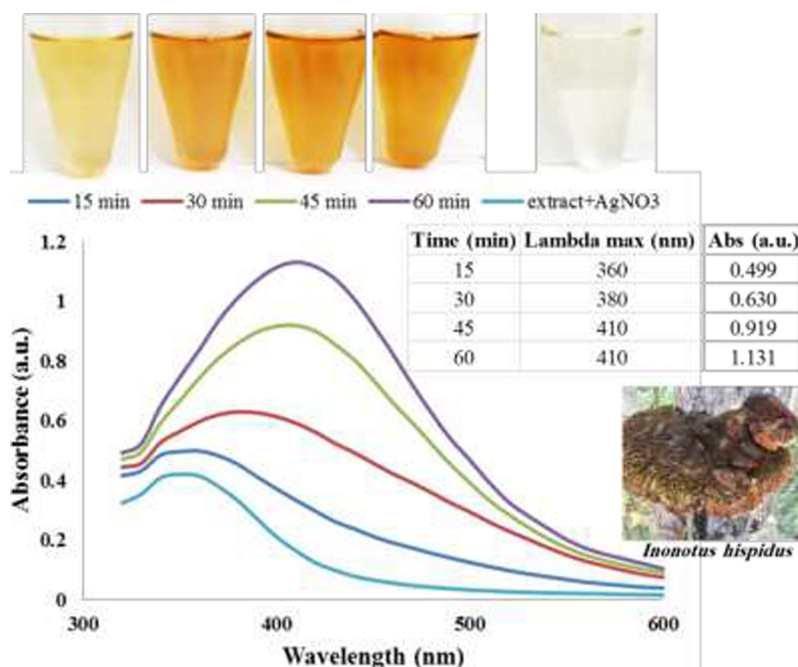 15 min 30 min 45 min 60 min extract+AgNO3
Time (min) Lambda max (nm) Abs (a.u.)
15 360 0.499
30 380 0.630
45 410 0.919
60 410 1.131
Absorbance (a.u.)
1.2
1
0.8
0.6
0.4
0.2
0
300 400 500 600
Wavelength (nm)
Inonotus hispidus